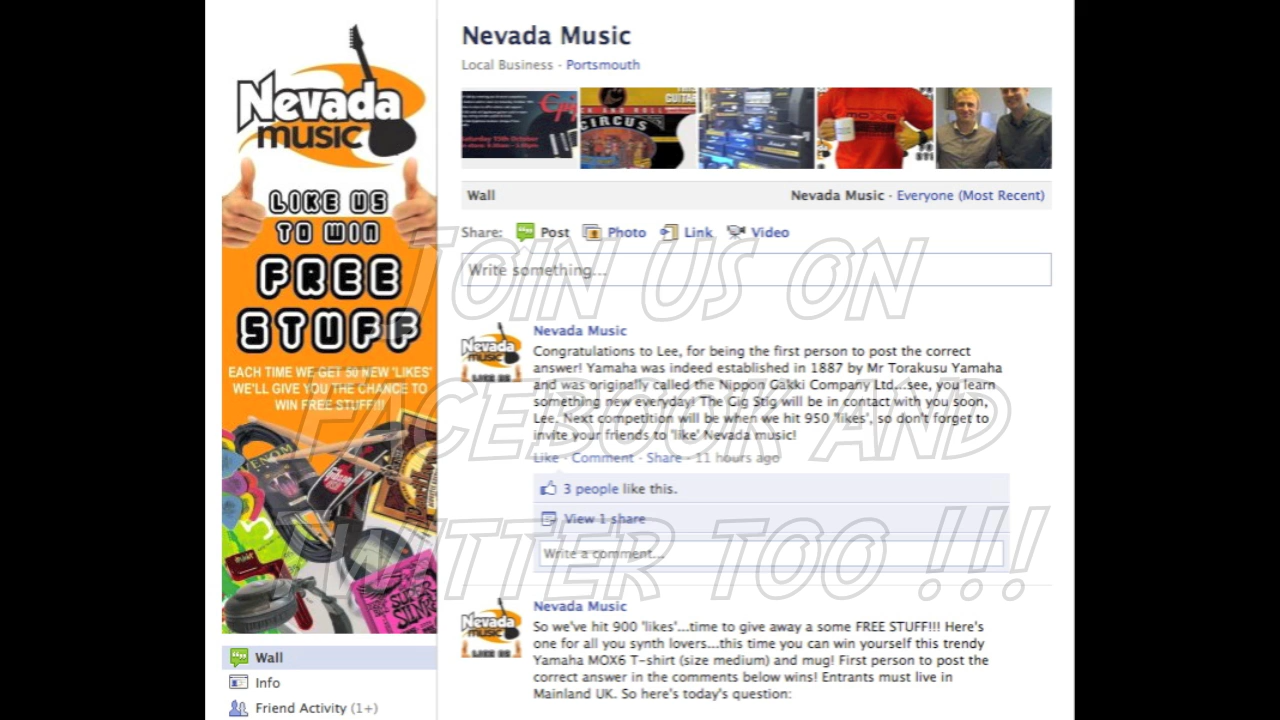 Nevada
music
LIKE US
TO WIN
FREE
STUFF
EACH TIME WE GET 50 NEW 'LIKES'
WE'LL GIVE YOU THE CHANCE TO
WIN FREE STUFF!!!
Wall
Info
Friend Activity (1+)
Nevada Music
Local Business · Portsmouth
CIRCUS
MOX6
Wall
Nevada Music · Everyone (Most Recent)
Share: Post Photo Link Video
Write something...
JOIN US ON
FACEBOOK AND
TWITTER TOO !!!
Nevada Music
Congratulations to Lee, for being the first person to post the correct
answer! Yamaha was indeed established in 1887 by Mr Torakusu Yamaha
and was originally called the Nippon Gakki Company Ltd...see, you learn
something new everyday! The Gig Stig will be in contact with you soon,
Lee. Next competition will be when we hit 950 'likes', so don't forget to
invite your friends to 'like' Nevada music!
Like · Comment · Share · 11 hours ago
3 people like this.
View 1 share
Write a comment...
Nevada Music
So we've hit 900 'likes'...time to give away a some FREE STUFF!!! Here's
one for all you synth lovers...this time you can win yourself this trendy
Yamaha MOX6 T-shirt (size medium) and mug! First person to post the
correct answer in the comments below wins! Entrants must live in
Mainland UK. So here's today's question: